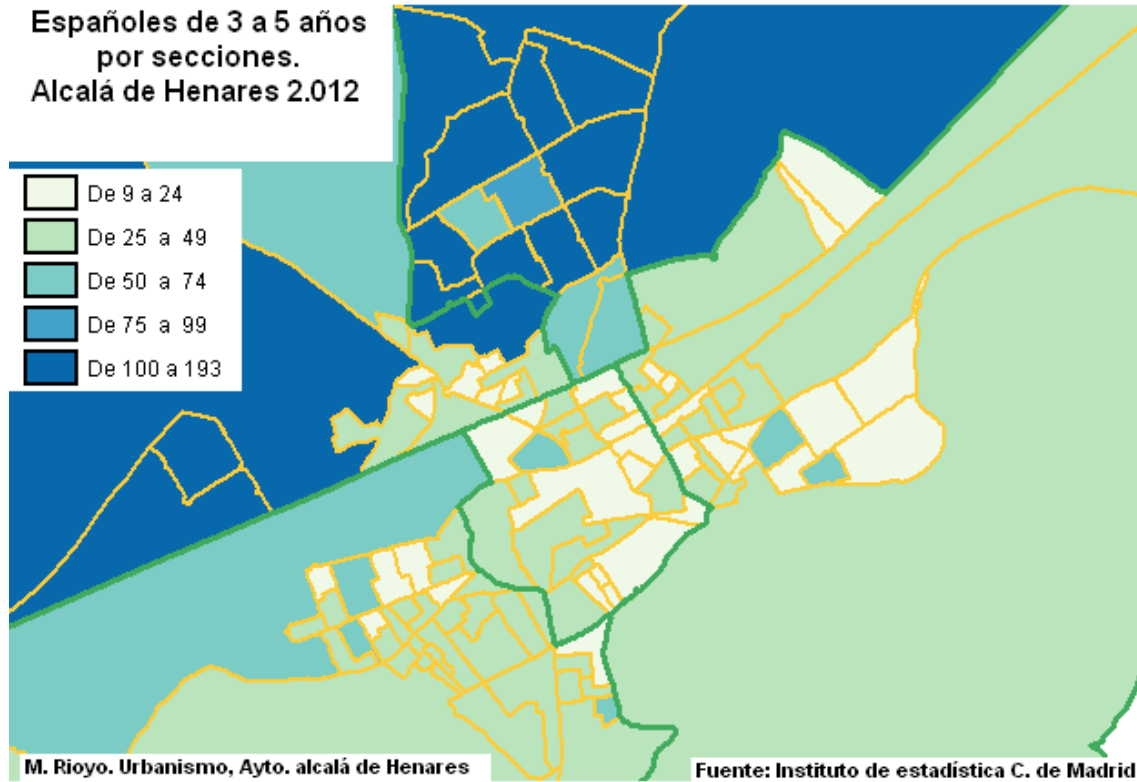 Españoles de 3 a 5 años
por secciones.
Alcalá de Henares 2.012
De 9 a 24
De 25 a 49
De 50 a 74
De 75 a 99
De 100 a 193
M. Rioyo. Urbanismo, Ayto. alcalá de Henares
Fuente: Instituto de estadística C. de Madrid